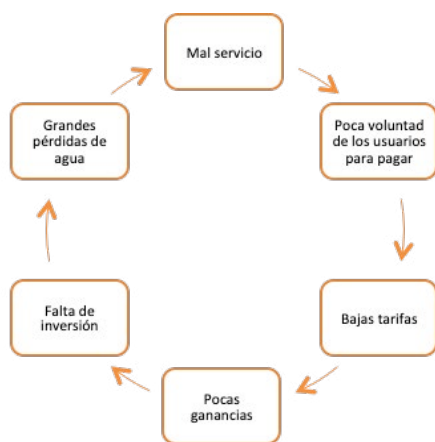 Mal servicio
Poca voluntad
de los usuarios
para pagar
Bajas tarifas
Pocas
ganancias
Falta de
inversión
Grandes
pérdidas de
agua